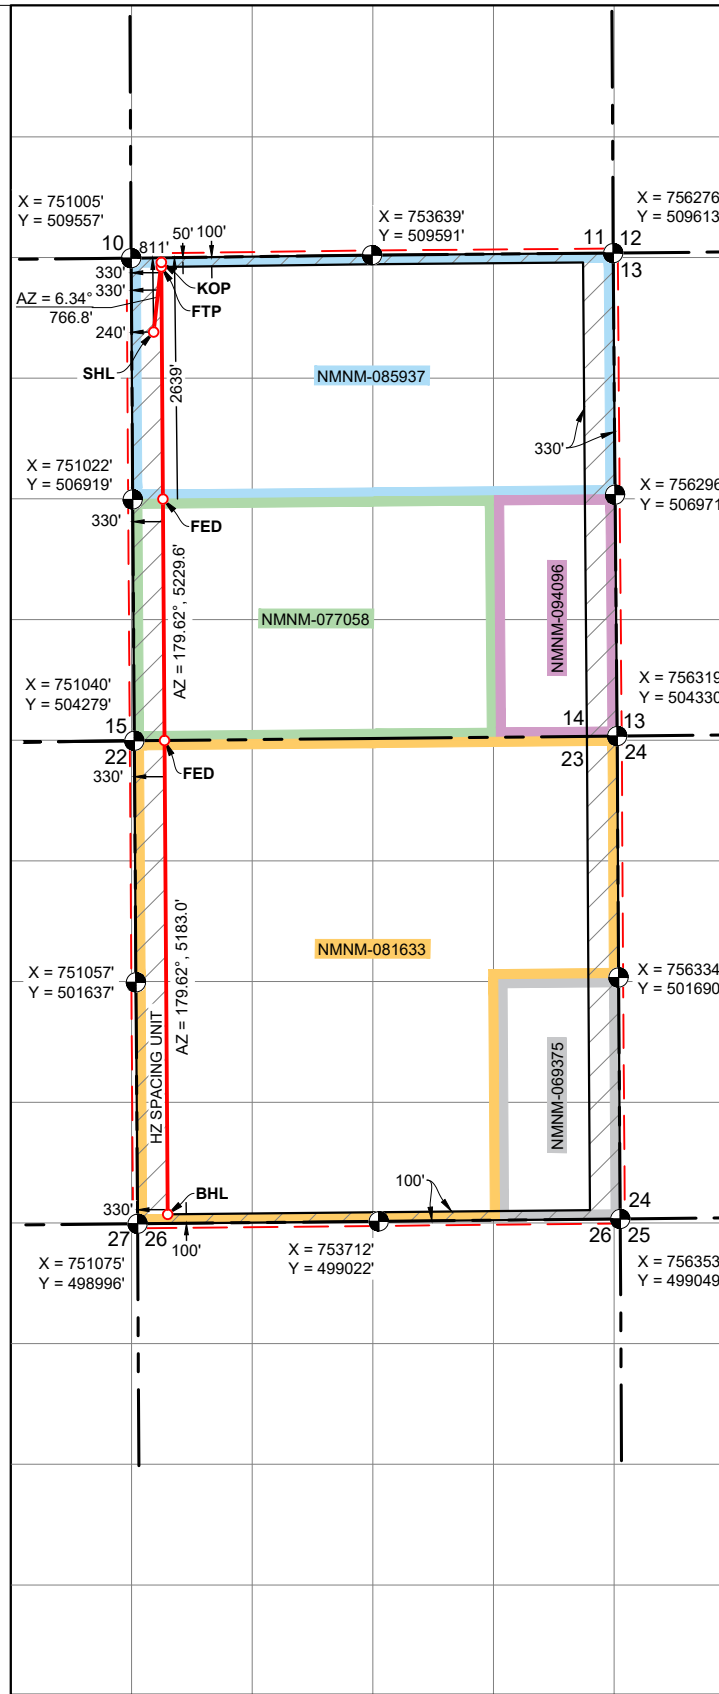 X = 751005'
Y = 509557'
X = 753639'
Y = 509591'
X = 756276
Y = 509613
10
811'
50'
100'
11
12
13
330'
330'
KOP
FTP
AZ = 6.34°
766.8'
240'
SHL
2639'
NMNM-085937
330'
X = 751022'
Y = 506919'
X = 756296
Y = 506971
330'
FED
AZ = 179.62°, 5229.6'
NMNM-077058
NMNM-094096
X = 751040'
Y = 504279'
X = 756319
Y = 504330
15
14
13
22
23
24
FED
330'
NMNM-081633
AZ = 179.62°, 5183.0'
X = 751057'
Y = 501637'
X = 756334
Y = 501690
HZ SPACING UNIT
NMNM-069375
100'
330'
BHL
24
27
26
100'
26
25
X = 751075'
Y = 498996'
X = 753712'
Y = 499022'
X = 756353
Y = 499049